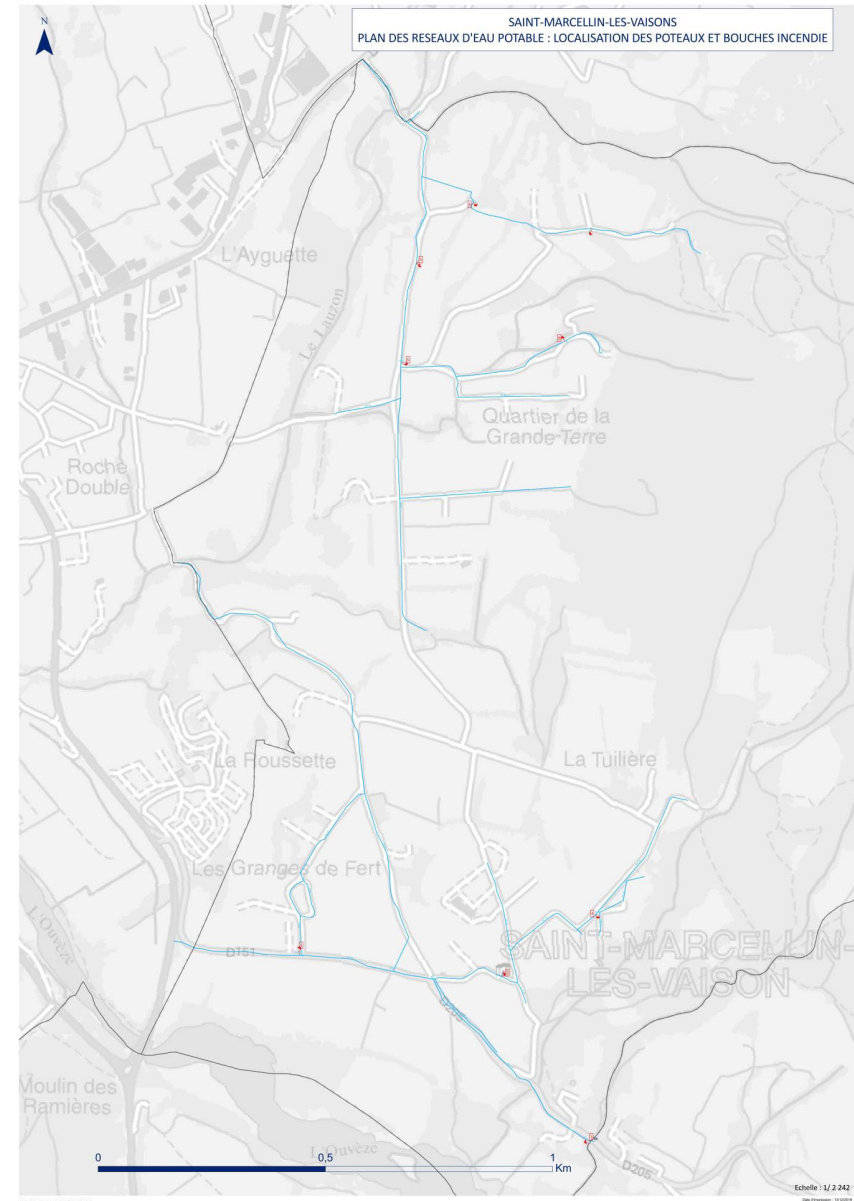 N
SAINT-MARCELLIN-LES-VAISONS
PLAN DES RESEAUX D'EAU POTABLE : LOCALISATION DES POTEAUX ET BOUCHES INCENDIE
L'Ayguette
Le Lauzon
Quartier de la
Grande-Terre
Roche
Double
La Roussette
La Tuilière
Les Granges de Fert
L'Ouvèze
D151
SAINT-MARCELLIN-
LÈS-VAISON
D205
Moulin des
Ramières
L'Ouvèze
D205
0
0,5
1
Km
Echelle : 1/ 2 242